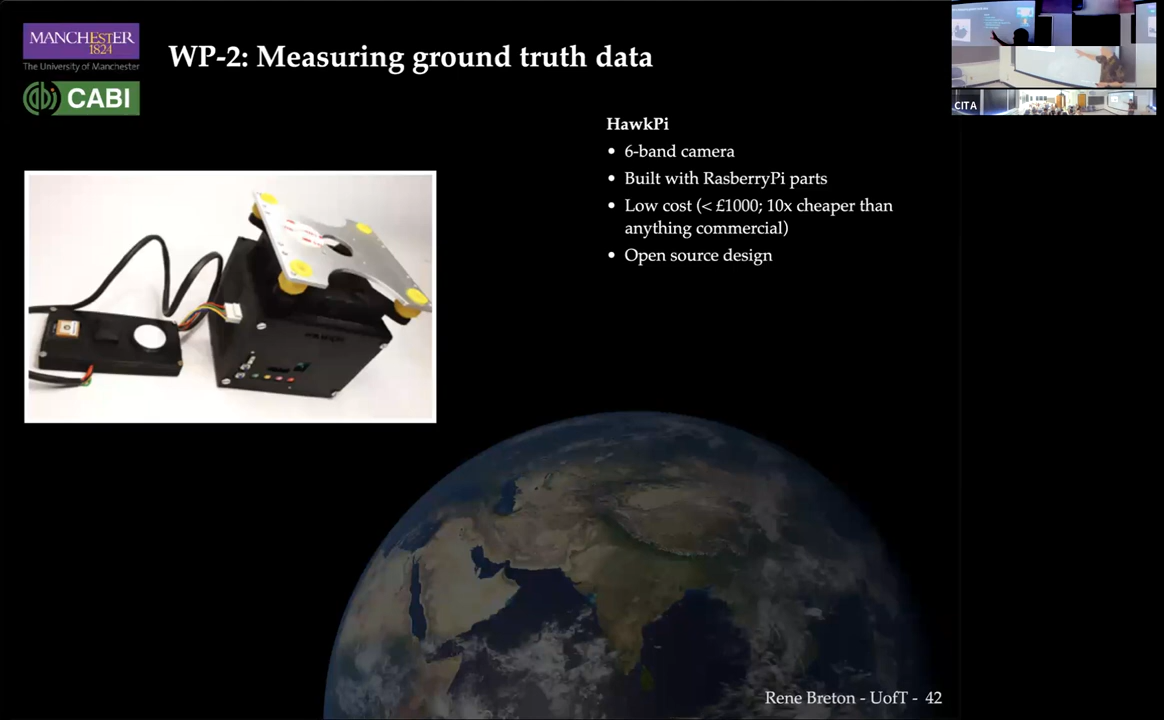 MANCHESTER
1824
The University of Manchester
CABI
WP-2: Measuring ground truth data
CITA
HawkPi
• 6-band camera
• Built with RasberryPi parts
• Low cost (< £1000; 10x cheaper than
anything commercial)
• Open source design
Rene Breton - UofT - 42